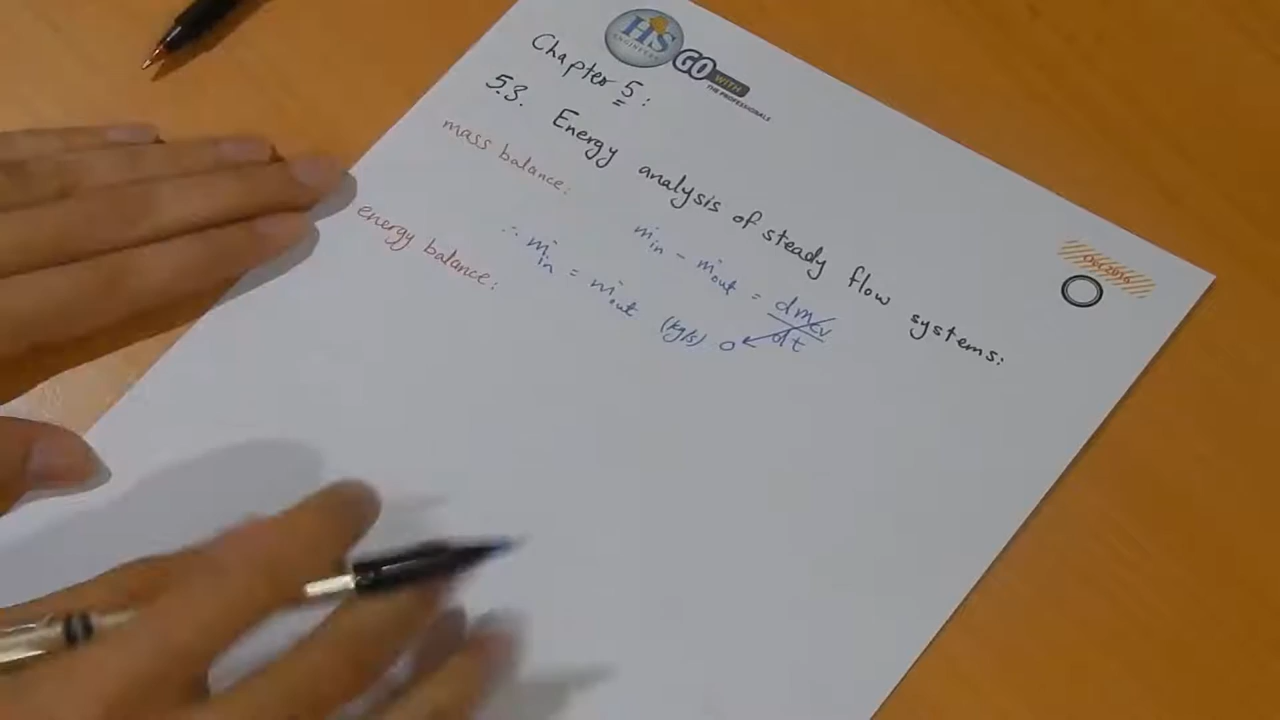 HS
ENGINEERS
GO WITH
THE PROFESSIONALS
Chapter 5:
5.3. Energy analysis of steady flow systems:
mass balance:
ṁin - ṁout = dmcv/dt 0
∴ ṁin = ṁout (kg/s)
energy balance: